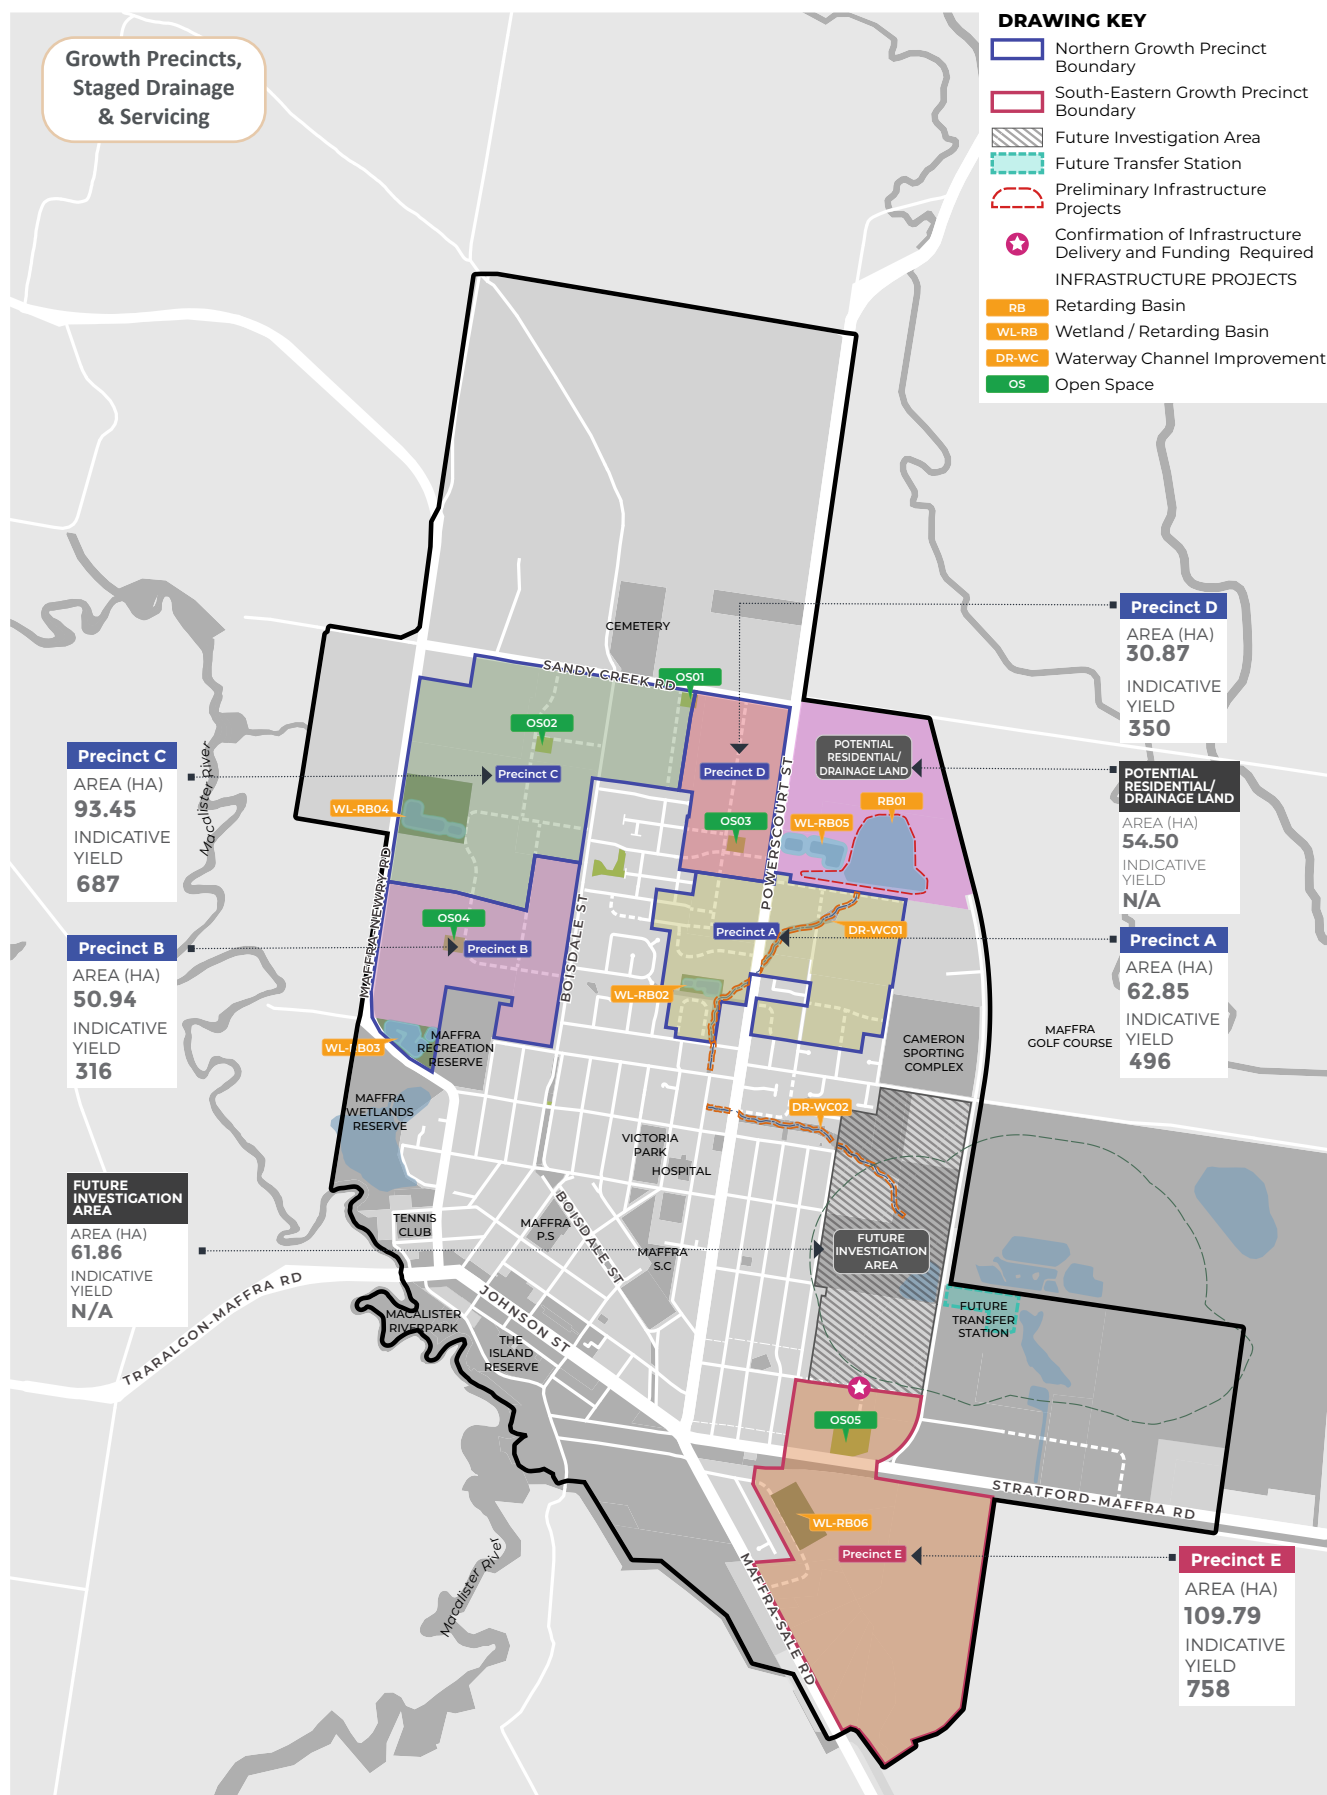 Growth Precincts,
Staged Drainage
& Servicing
DRAWING KEY
Northern Growth Precinct
Boundary
South-Eastern Growth Precinct
Boundary
Future Investigation Area
Future Transfer Station
Preliminary Infrastructure
Projects
Confirmation of Infrastructure
Delivery and Funding Required
INFRASTRUCTURE PROJECTS
RB Retarding Basin
WL-RB Wetland / Retarding Basin
DR-WC Waterway Channel Improvement
OS Open Space
CEMETERY
SANDY CREEK RD
OS01
OS02
Precinct C
Precinct D
OS03
POTENTIAL
RESIDENTIAL/
DRAINAGE LAND
RB01
WL-RB05
WL-RB04
POWERSCOURT ST
MAFFRA-NEWRY RD
BOISDALE ST
OS04
Precinct B
Precinct A
DR-WC01
WL-RB02
WL-RB03
MAFFRA
RECREATION
RESERVE
CAMERON
SPORTING
COMPLEX
MAFFRA
GOLF COURSE
MAFFRA
WETLANDS
RESERVE
DR-WC02
VICTORIA
PARK
HOSPITAL
TENNIS
CLUB
MAFFRA
P.S
BOISDALE ST
MAFFRA
S.C
FUTURE
INVESTIGATION
AREA
FUTURE
TRANSFER
STATION
MACALISTER
RIVERPARK
JOHNSON ST
THE
ISLAND
RESERVE
TRARALGON-MAFFRA RD
OS05
STRATFORD-MAFFRA RD
WL-RB06
Precinct E
MAFFRA-SALE RD
Macalister River
Macalister River
Precinct C
AREA (HA)
93.45
INDICATIVE
YIELD
687
Precinct B
AREA (HA)
50.94
INDICATIVE
YIELD
316
FUTURE
INVESTIGATION
AREA
AREA (HA)
61.86
INDICATIVE
YIELD
N/A
Precinct D
AREA (HA)
30.87
INDICATIVE
YIELD
350
POTENTIAL
RESIDENTIAL/
DRAINAGE LAND
AREA (HA)
54.50
INDICATIVE
YIELD
N/A
Precinct A
AREA (HA)
62.85
INDICATIVE
YIELD
496
Precinct E
AREA (HA)
109.79
INDICATIVE
YIELD
758